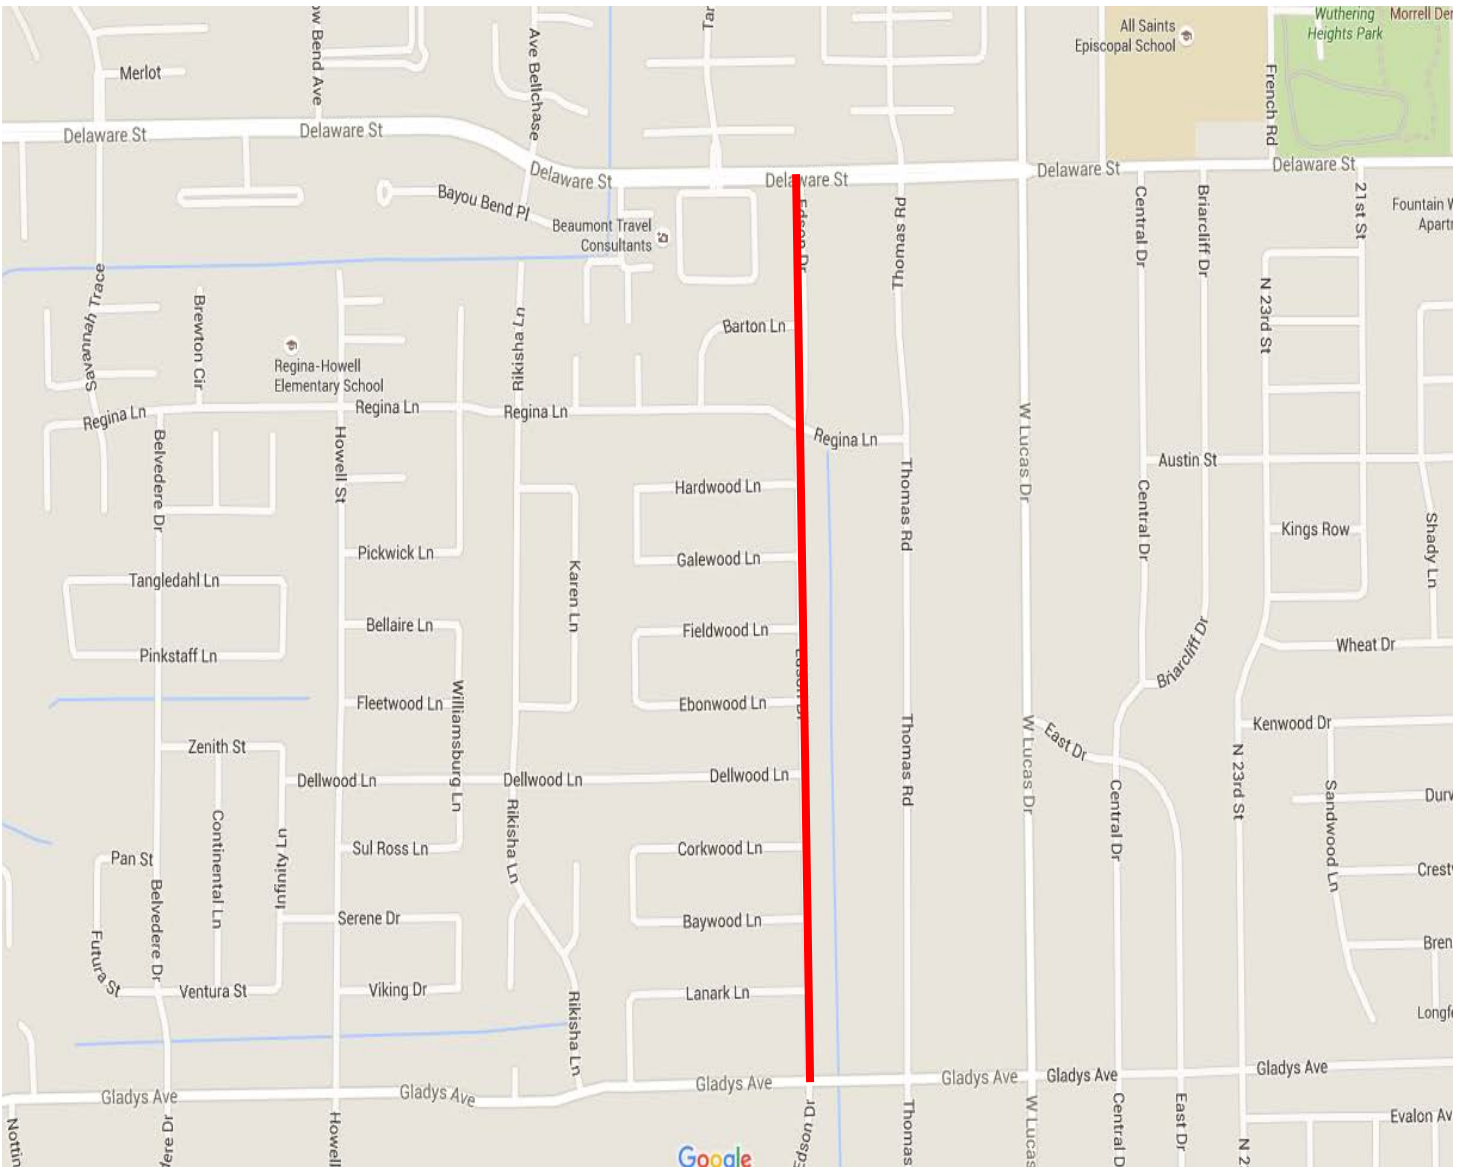 Wuthering
Heights Park
All Saints
Episcopal School
Merlot
Ave Bellchase
French Rd
Delaware St
Delaware St
Delaware St
Delaware St
Delaware St
Delaware St
Bayou Bend Pl
Beaumont Travel
Consultants
Edson Dr
Thomas Rd
Central Dr
Briarcliff Dr
21st St
Savannah Trace
Brewton Cir
Rikisha Ln
Barton Ln
N 23rd St
Regina-Howell
Elementary School
Regina Ln
Regina Ln
Regina Ln
Regina Ln
Belvedere Dr
Howell St
W Lucas Dr
Thomas Rd
Austin St
Central Dr
Hardwood Ln
Kings Row
Shady Ln
Pickwick Ln
Galewood Ln
Karen Ln
Tangledahl Ln
Bellaire Ln
Fieldwood Ln
Briarcliff Dr
Wheat Dr
Pinkstaff Ln
Fleetwood Ln
Williamsburg Ln
Ebonwood Ln
Thomas Rd
W Lucas Dr
East Dr
Kenwood Dr
Zenith St
Dellwood Ln
Dellwood Ln
Dellwood Ln
N 23rd St
Sandwood Ln
Continental Ln
Infinity Ln
Rikisha Ln
Central Dr
Pan St
Sul Ross Ln
Corkwood Ln
Belvedere Dr
Serene Dr
Baywood Ln
Futura St
Ventura St
Viking Dr
Rikisha Ln
Lanark Ln
Gladys Ave
Gladys Ave
Gladys Ave
Gladys Ave
Gladys Ave
Gladys Ave
Howell
Thomas
W Lucas
Central D
East Dr
Google